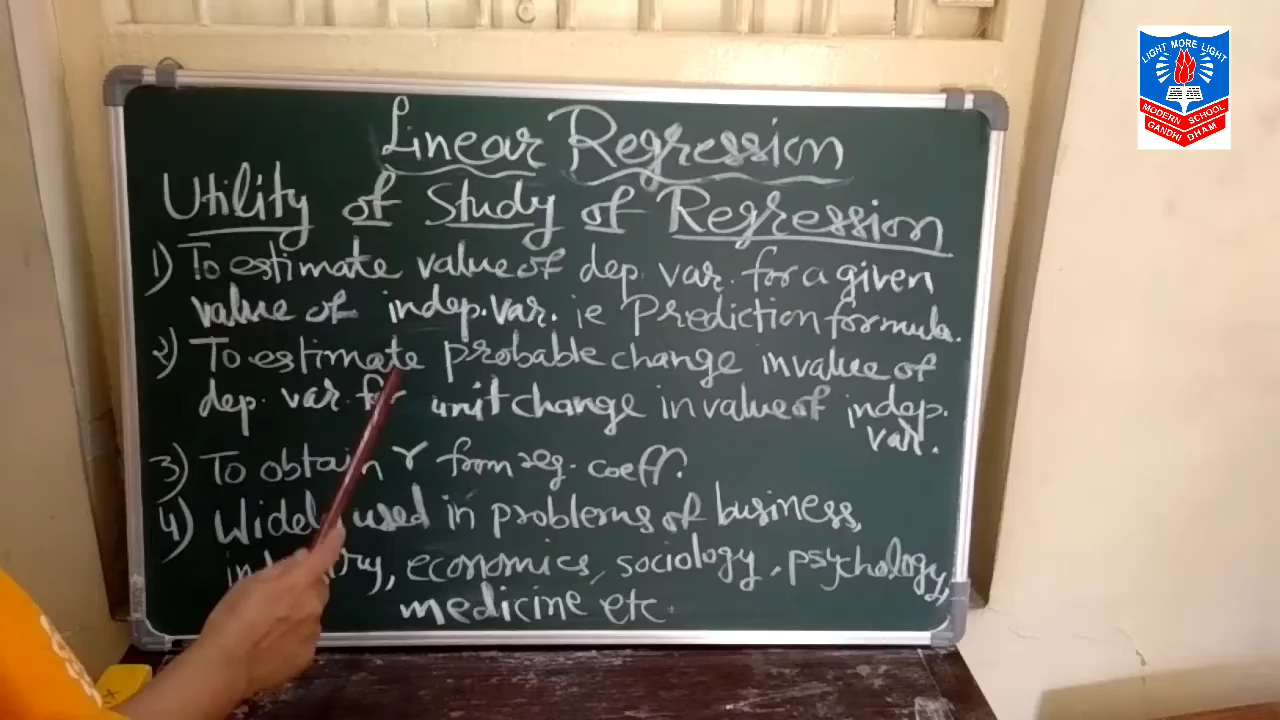 Linear Regression
Utility of Study of Regression
1) To estimate value of dep. var. for a given
value of indep. var. ie Prediction formula.
2) To estimate probable change in value of
dep. var. for unit change in value of indep.
var.
3) To obtain r from reg. coeff.
4) Widely used in problems of business,
economics, sociology, psychology,
medicine etc.
LIGHT MORE LIGHT
MODERN SCHOOL
GANDHI DHAM